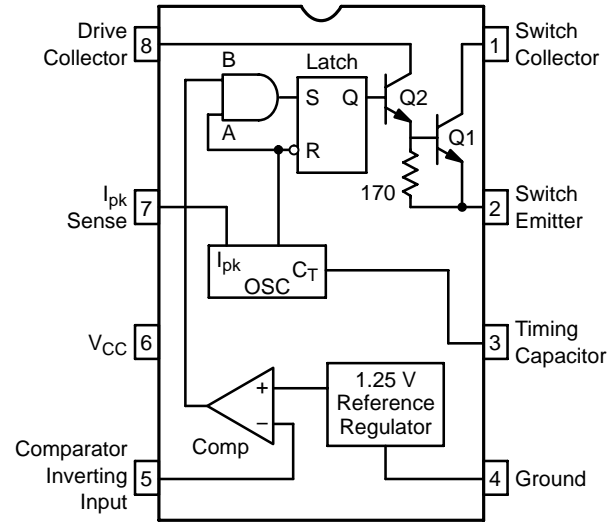 Drive
Collector
8
B
A
Latch
S
Q
R
Q2
Q1
170
1
Switch
Collector
Ipk
Sense
7
Ipk
CT
OSC
2
Switch
Emitter
VCC
6
3
Timing
Capacitor
+
−
Comp
1.25 V
Reference
Regulator
Comparator
Inverting
Input
5
4
Ground